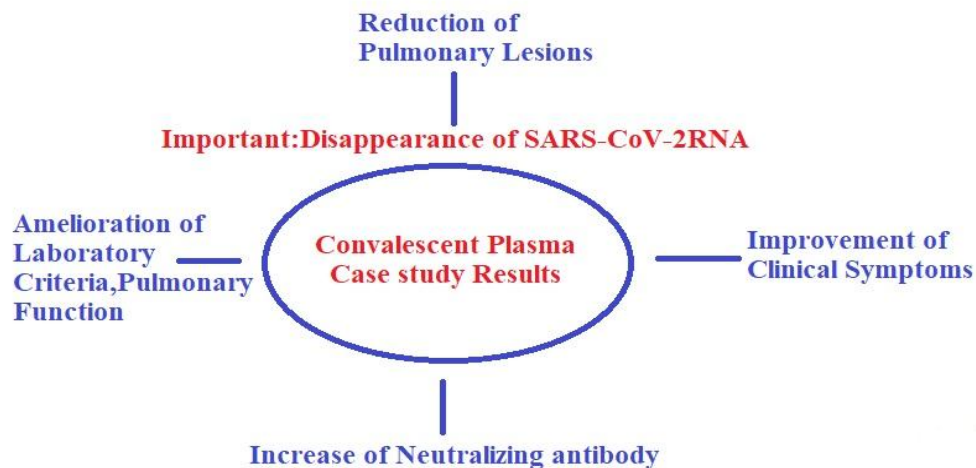 Reduction of
Pulmonary Lesions
Important:Disappearance of SARS-CoV-2RNA
Amelioration of
Laboratory
Criteria,Pulmonary
Function
Convalescent Plasma
Case study Results
Improvement of
Clinical Symptoms
Increase of Neutralizing antibody